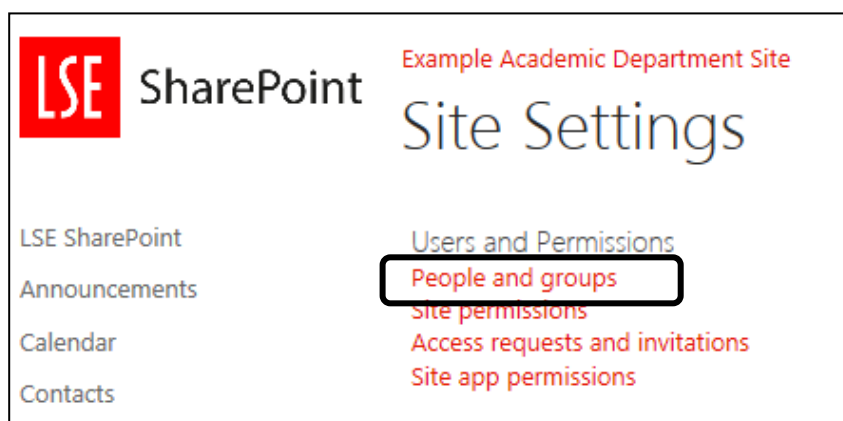 LSE SharePoint
Example Academic Department Site
Site Settings
LSE SharePoint
Announcements
Calendar
Contacts
Users and Permissions
People and groups
Site permissions
Access requests and invitations
Site app permissions